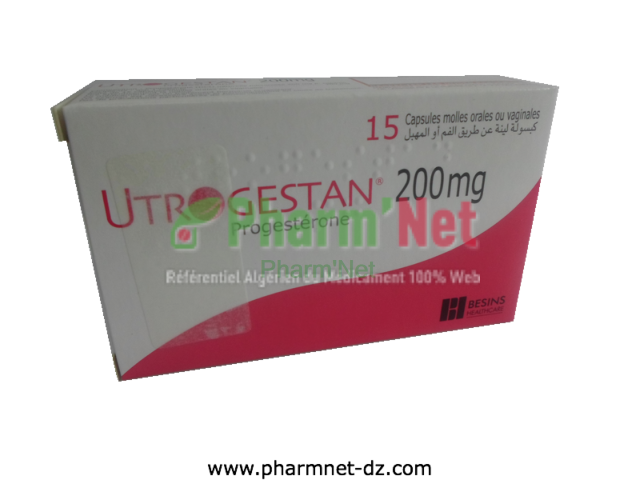 15 Capsules molles orales ou vaginales
كبسولة لينة عن طريق الفم أو المهبل
UTROGESTAN® 200mg
Progestérone
Pharm'Net
Pharm'Net
Référentiel Algérien du Médicament 100% Web
BESINS
HEALTHCARE
www.pharmnet-dz.com